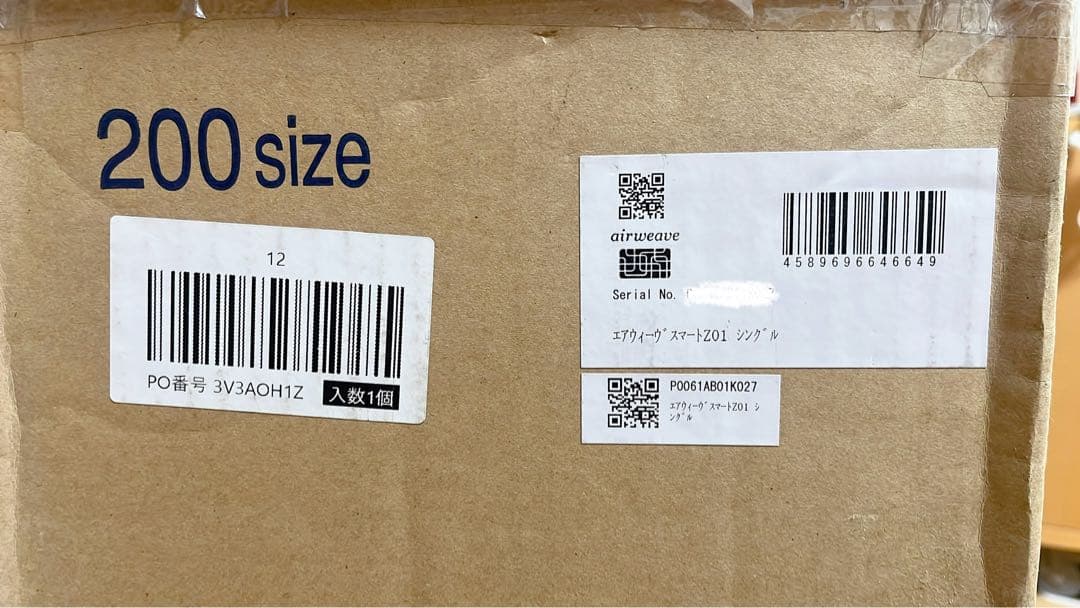 200 size
12
PO番号 3V3AOH1Z
入数1個
airweave
4589696646649
Serial No.
エアウィーヴスマートZ01 シングル
P0061AB01K027
エアウィーヴスマートZ01 シ
ングル